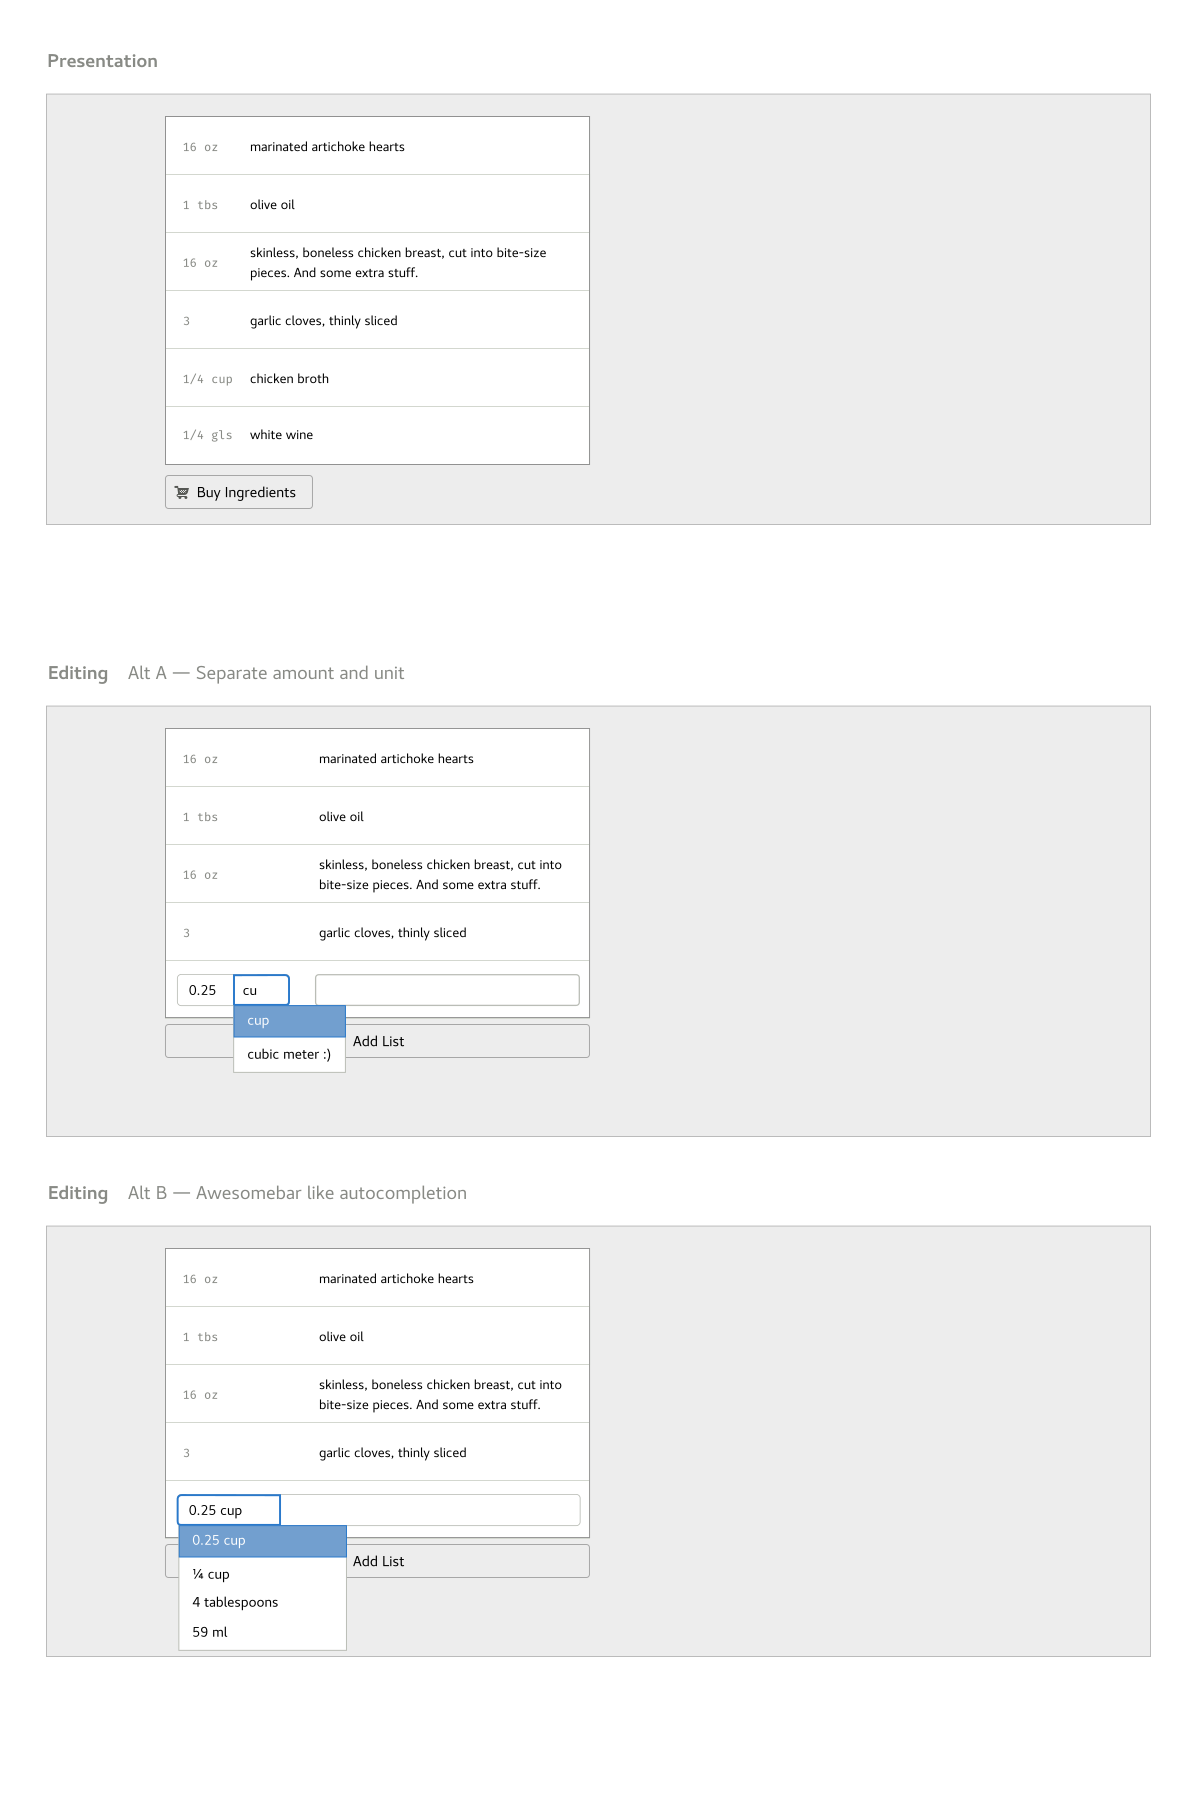 Presentation
16 oz marinated artichoke hearts
1 tbs olive oil
16 oz skinless, boneless chicken breast, cut into bite-size
pieces. And some extra stuff.
3 garlic cloves, thinly sliced
1/4 cup chicken broth
1/4 gls white wine
Buy Ingredients
Editing Alt A — Separate amount and unit
16 oz marinated artichoke hearts
1 tbs olive oil
16 oz skinless, boneless chicken breast, cut into
bite-size pieces. And some extra stuff.
3 garlic cloves, thinly sliced
0.25 cu
cup
Add List
cubic meter :)
Editing Alt B — Awesomebar like autocompletion
16 oz marinated artichoke hearts
1 tbs olive oil
16 oz skinless, boneless chicken breast, cut into
bite-size pieces. And some extra stuff.
3 garlic cloves, thinly sliced
0.25 cup
0.25 cup
Add List
¼ cup
4 tablespoons
59 ml